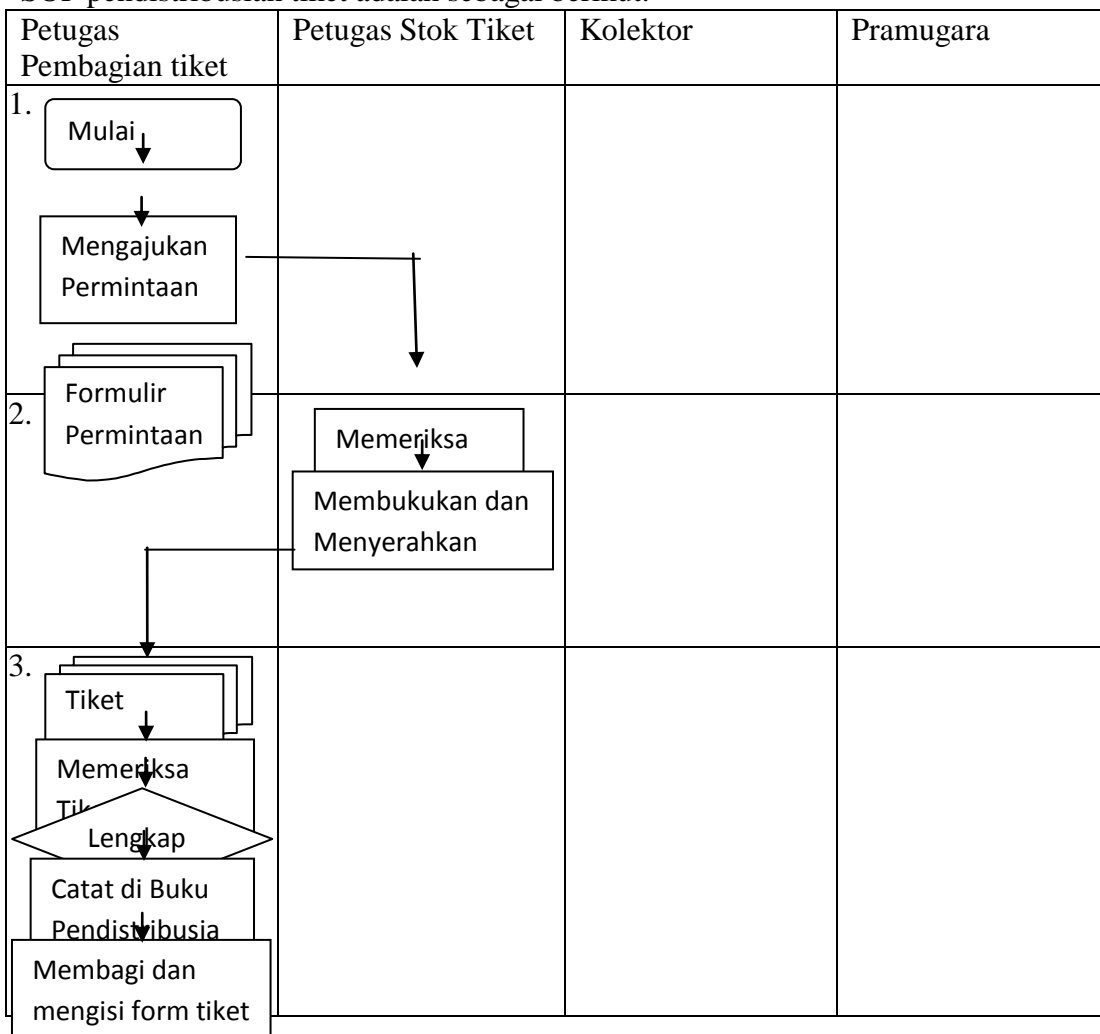 Petugas
Pembagian tiket
Petugas Stok Tiket
Kolektor
Pramugara
1.
Mulai
Mengajukan
Permintaan
Formulir
Permintaan
2.
Memeriksa
Membukukan dan
Menyerahkan
3.
Tiket
Memeriksa
Lengkap
Catat di Buku
Pendistribusia
Membagi dan
mengisi form tiket